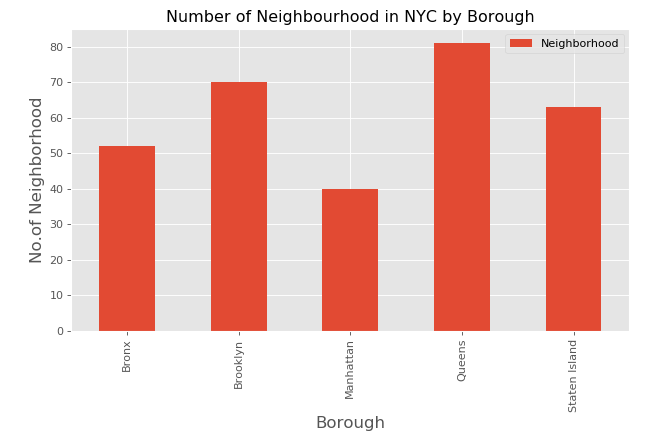 Number of Neighbourhood in NYC by Borough
Neighborhood
No.of Neighborhood
80
70
60
50
40
30
20
10
0
Bronx
Brooklyn
Manhattan
Queens
Staten Island
Borough